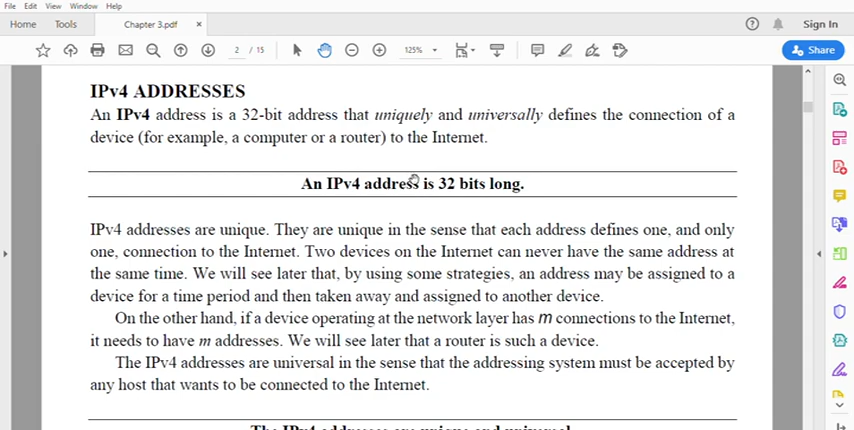 File Edit View Window Help
Home Tools Chapter 3.pdf × Sign In
2 / 15 125% Share
IPv4 ADDRESSES
An IPv4 address is a 32-bit address that uniquely and universally defines the connection of a
device (for example, a computer or a router) to the Internet.
An IPv4 address is 32 bits long.
IPv4 addresses are unique. They are unique in the sense that each address defines one, and only
one, connection to the Internet. Two devices on the Internet can never have the same address at
the same time. We will see later that, by using some strategies, an address may be assigned to a
device for a time period and then taken away and assigned to another device.
On the other hand, if a device operating at the network layer has m connections to the Internet,
it needs to have m addresses. We will see later that a router is such a device.
The IPv4 addresses are universal in the sense that the addressing system must be accepted by
any host that wants to be connected to the Internet.
The IPv4 addresses are unique and universal.